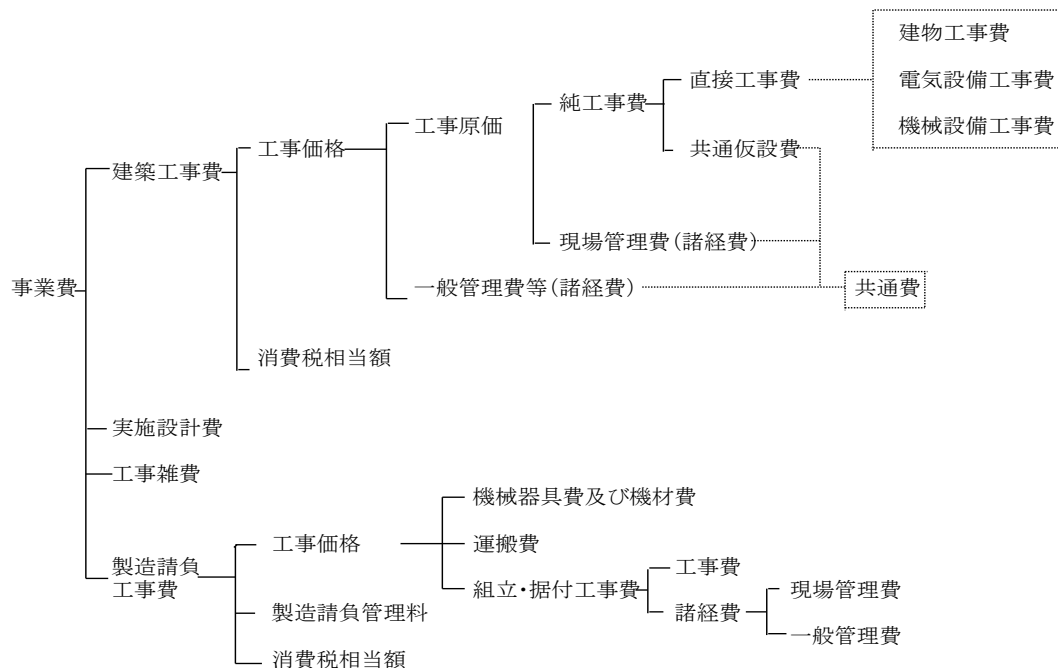 事業費
建築工事費
工事価格
工事原価
純工事費
直接工事費
建物工事費
電気設備工事費
機械設備工事費
共通仮設費
現場管理費(諸経費)
一般管理費等(諸経費)
共通費
消費税相当額
実施設計費
工事雑費
製造請負
工事費
工事価格
機械器具費及び機材費
運搬費
組立・据付工事費
工事費
諸経費
現場管理費
一般管理費
製造請負管理料
消費税相当額